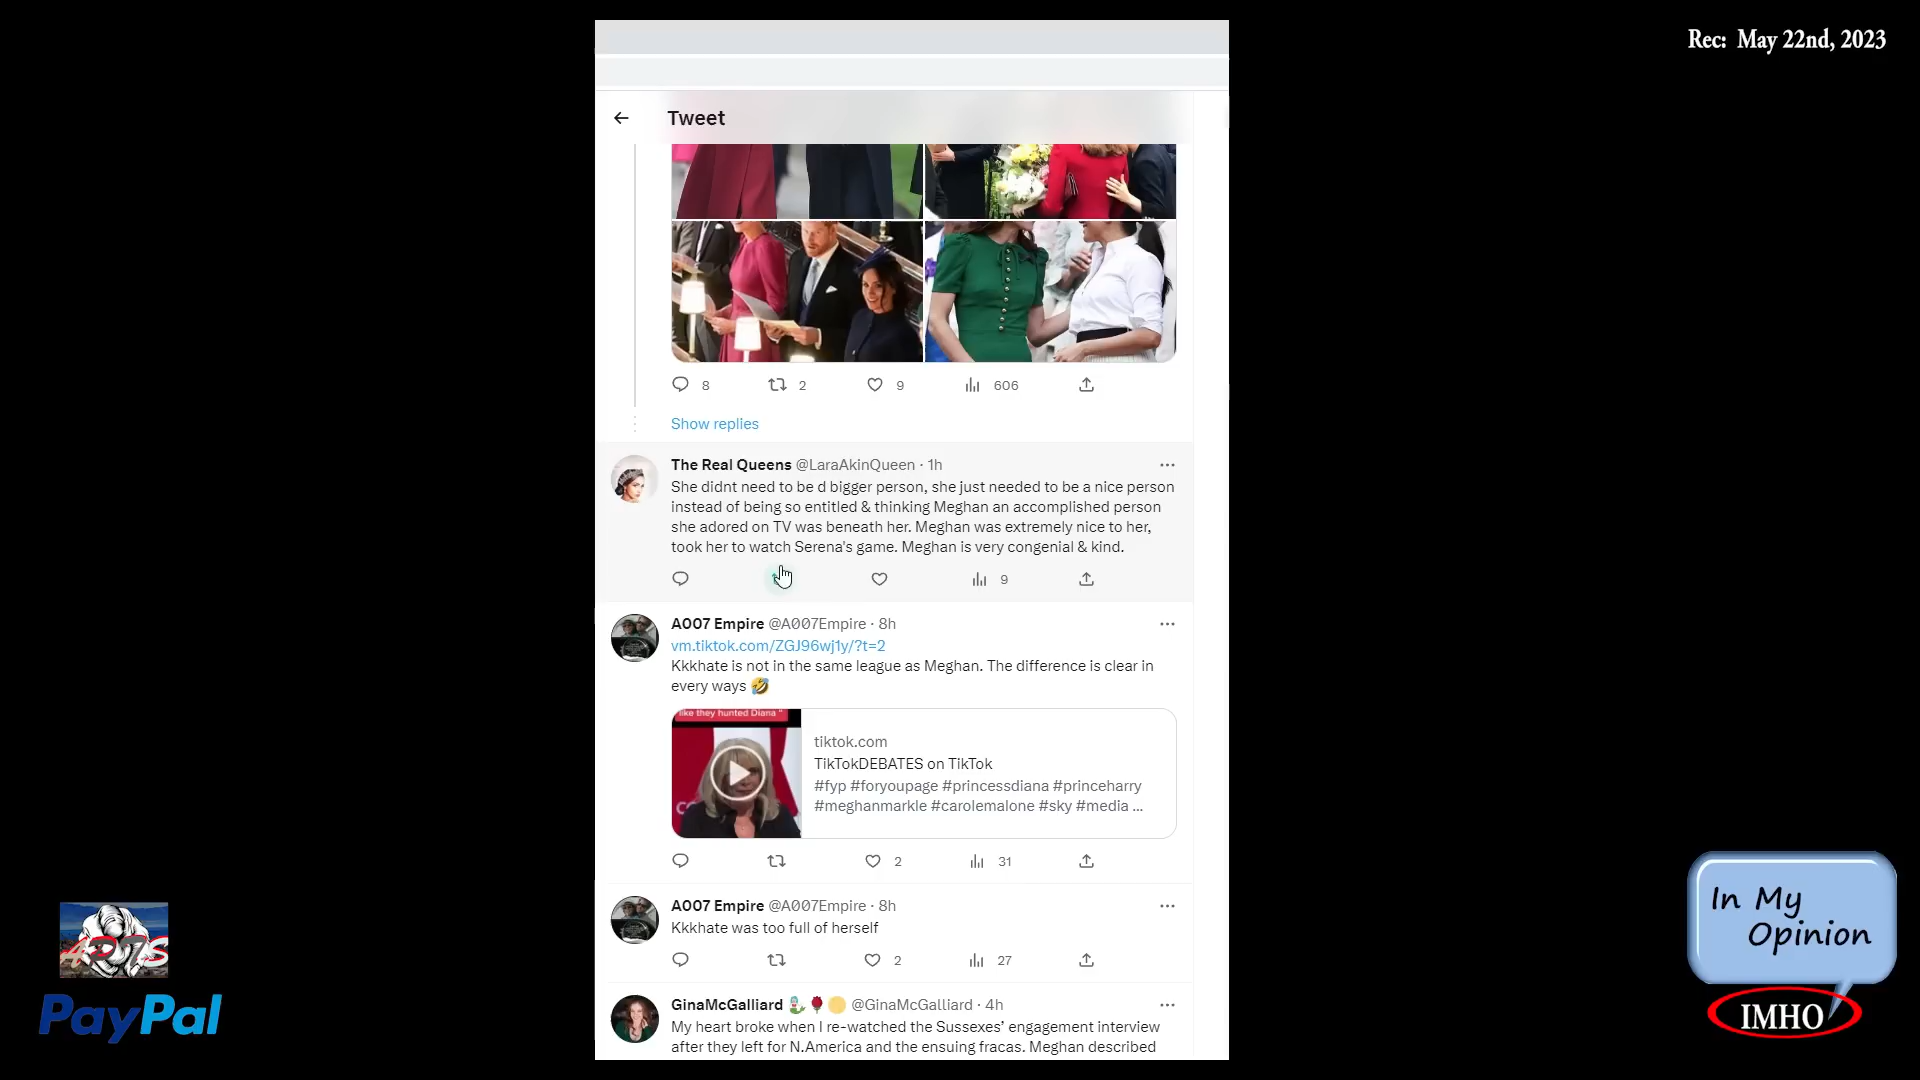 Rec: May 22nd, 2023
Tweet
8 2 9 606
Show replies
The Real Queens @LaraAkinQueen · 1h
She didnt need to be d bigger person, she just needed to be a nice person
instead of being so entitled & thinking Meghan an accomplished person
she adored on TV was beneath her. Meghan was extremely nice to her,
took her to watch Serena's game. Meghan is very congenial & kind.
9
A007 Empire @A007Empire · 8h
vm.tiktok.com/ZGJ96wj1y/?t=2
Kkkhate is not in the same league as Meghan. The difference is clear in
every ways 🤣
like they hunted Diana "
tiktok.com
TikTokDEBATES on TikTok
#fyp #foryoupage #princessdiana #princeharry
#meghanmarkle #carolemalone #sky #media ...
2 31
A007 Empire @A007Empire · 8h
Kkkhate was too full of herself
2 27
GinaMcGalliard 🧜‍♀️🌹🟡 @GinaMcGalliard · 4h
My heart broke when I re-watched the Sussexes’ engagement interview
after they left for N.America and the ensuing fracas. Meghan described
PayPal
In My
Opinion
IMHO